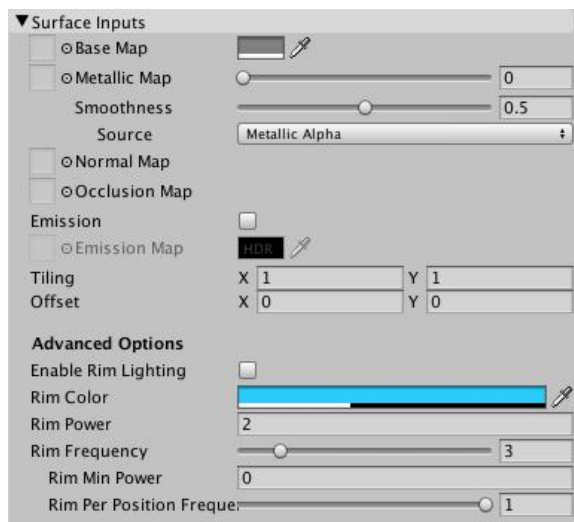 Surface Inputs
Base Map
Metallic Map 0
Smoothness 0.5
Source Metallic Alpha
Normal Map
Occlusion Map
Emission
Emission Map HDR
Tiling X 1 Y 1
Offset X 0 Y 0
Advanced Options
Enable Rim Lighting
Rim Color
Rim Power 2
Rim Frequency 3
Rim Min Power 0
Rim Per Position Freque 1